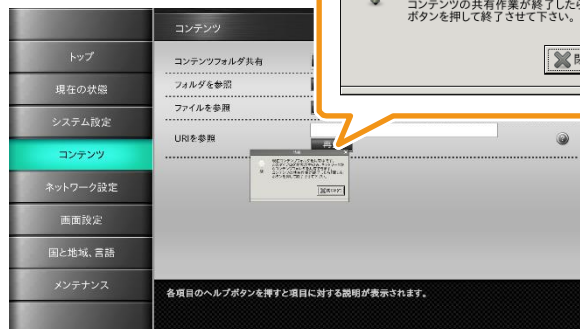 コンテンツの共有作業が終了したら
ボタンを押して終了させて下さい。
コンテンツ
トップ
現在の状態
システム設定
コンテンツ
ネットワーク設定
画面設定
国と地域、言語
メンテナンス
コンテンツフォルダ共有
フォルダを参照
ファイルを参照
URIを参照
各項目のヘルプボタンを押すと項目に対する説明が表示されます。